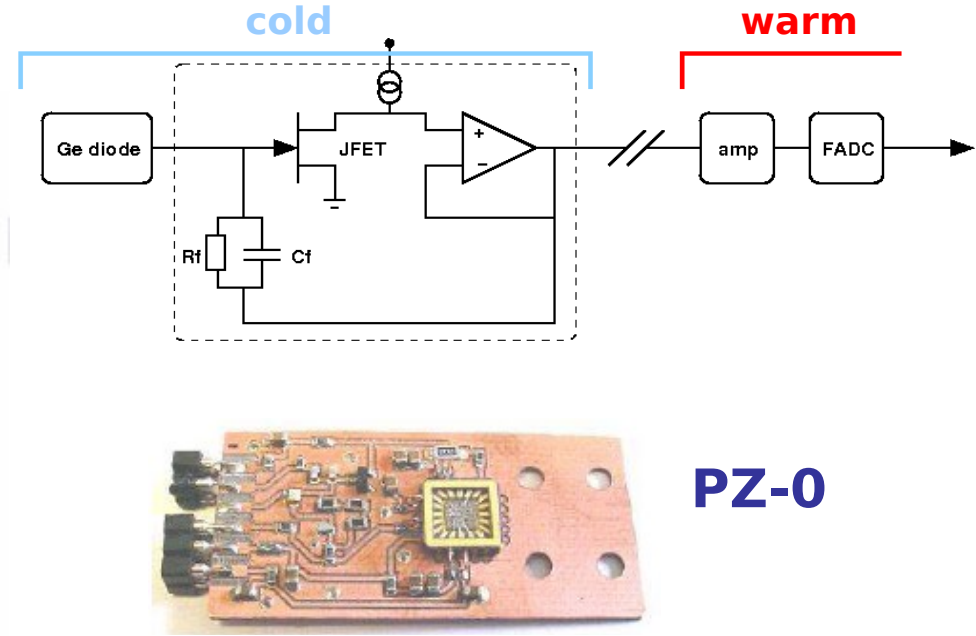 cold
warm
Ge diode
JFET
+
−
amp
FADC
Rf
Cf
PZ-0